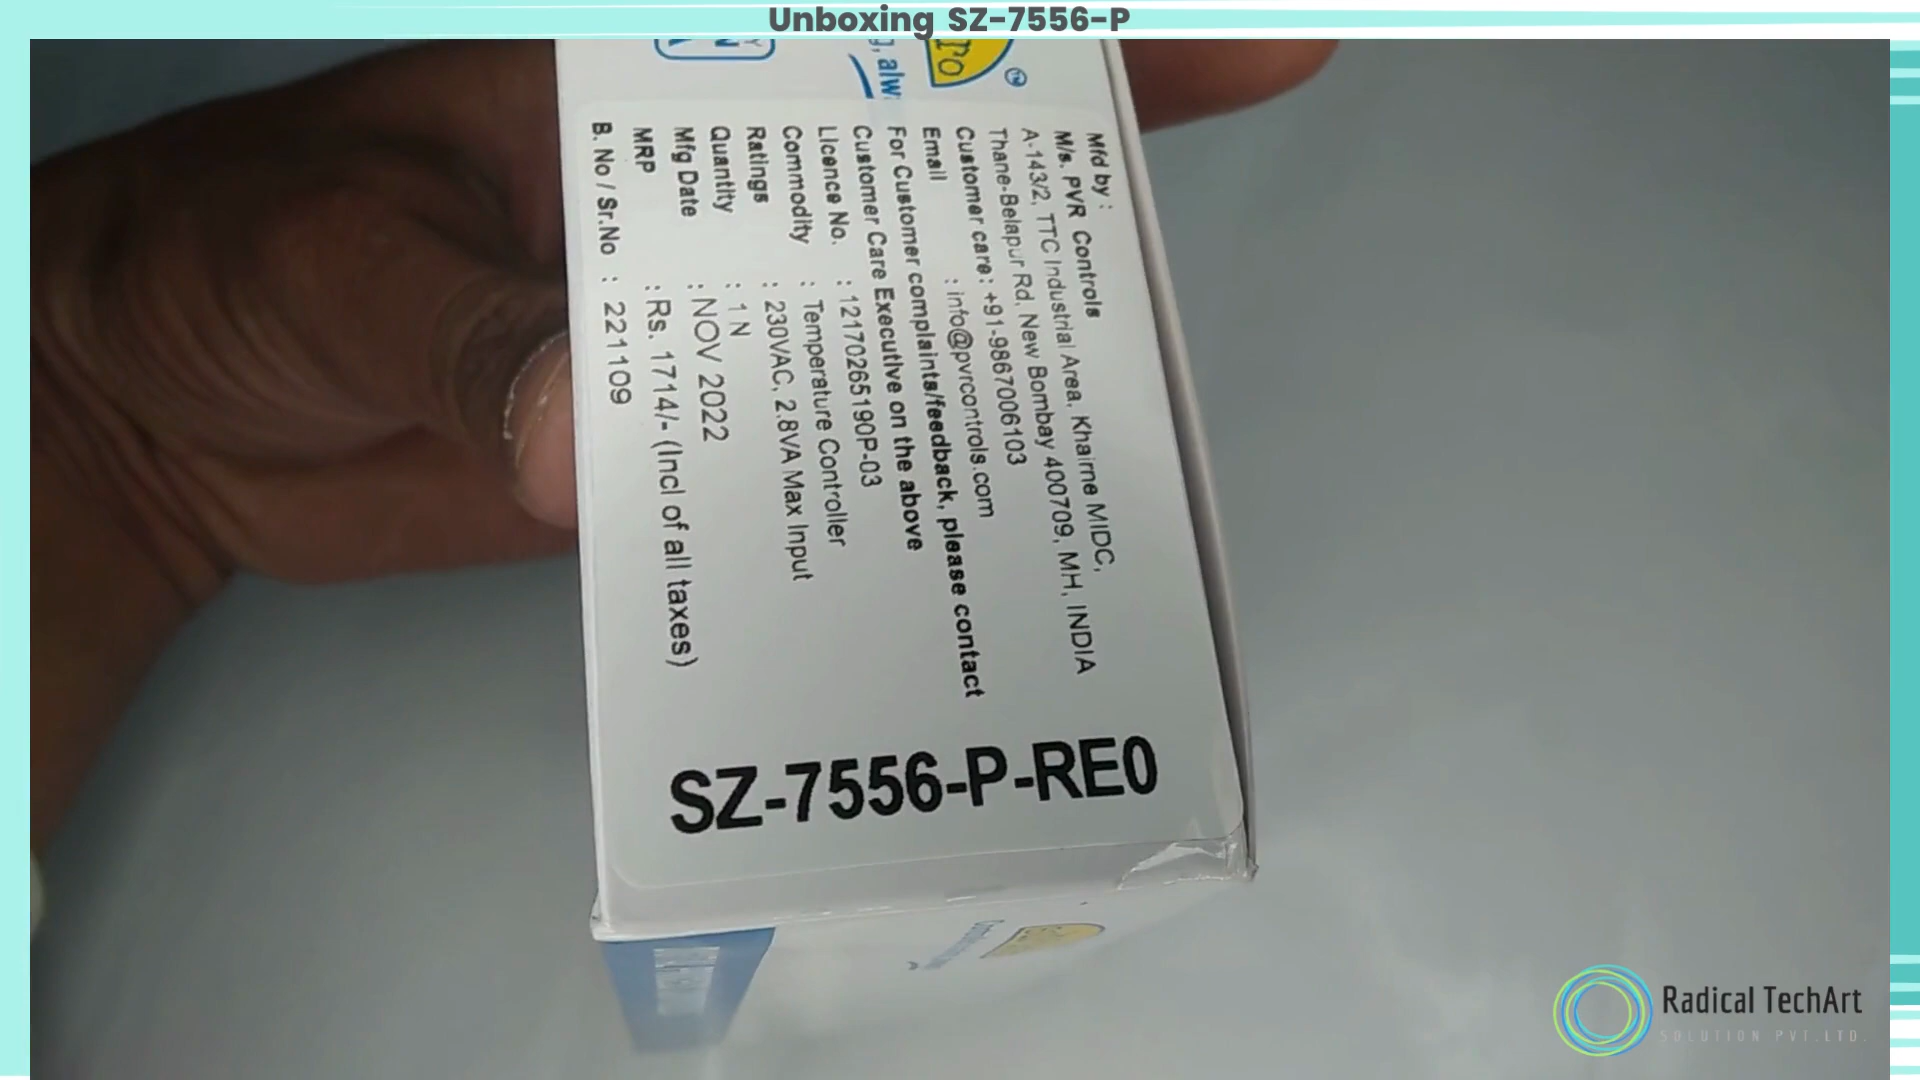 Unboxing SZ-7556-P
ro
®
g, alw
Mfd by :
M/s. PVR Controls
A-143/2, TTC Industrial Area, Khairne MIDC,
Thane-Belapur Rd, New Bombay 400709, MH, INDIA
Customer care : +91-9867006103
Email : info@pvrcontrols.com
For Customer complaints/feedback, please contact
Customer Care Executive on the above
Licence No. : 1217026519OP-03
Commodity : Temperature Controller
Ratings : 230VAC, 2.8VA Max Input
Quantity : 1 N
Mfg Date : NOV 2022
MRP : Rs. 1714/- (Incl of all taxes)
B. No / Sr.No : 221109
SZ-7556-P-RE0
Radical TechArt
SOLUTION PVT.LTD.